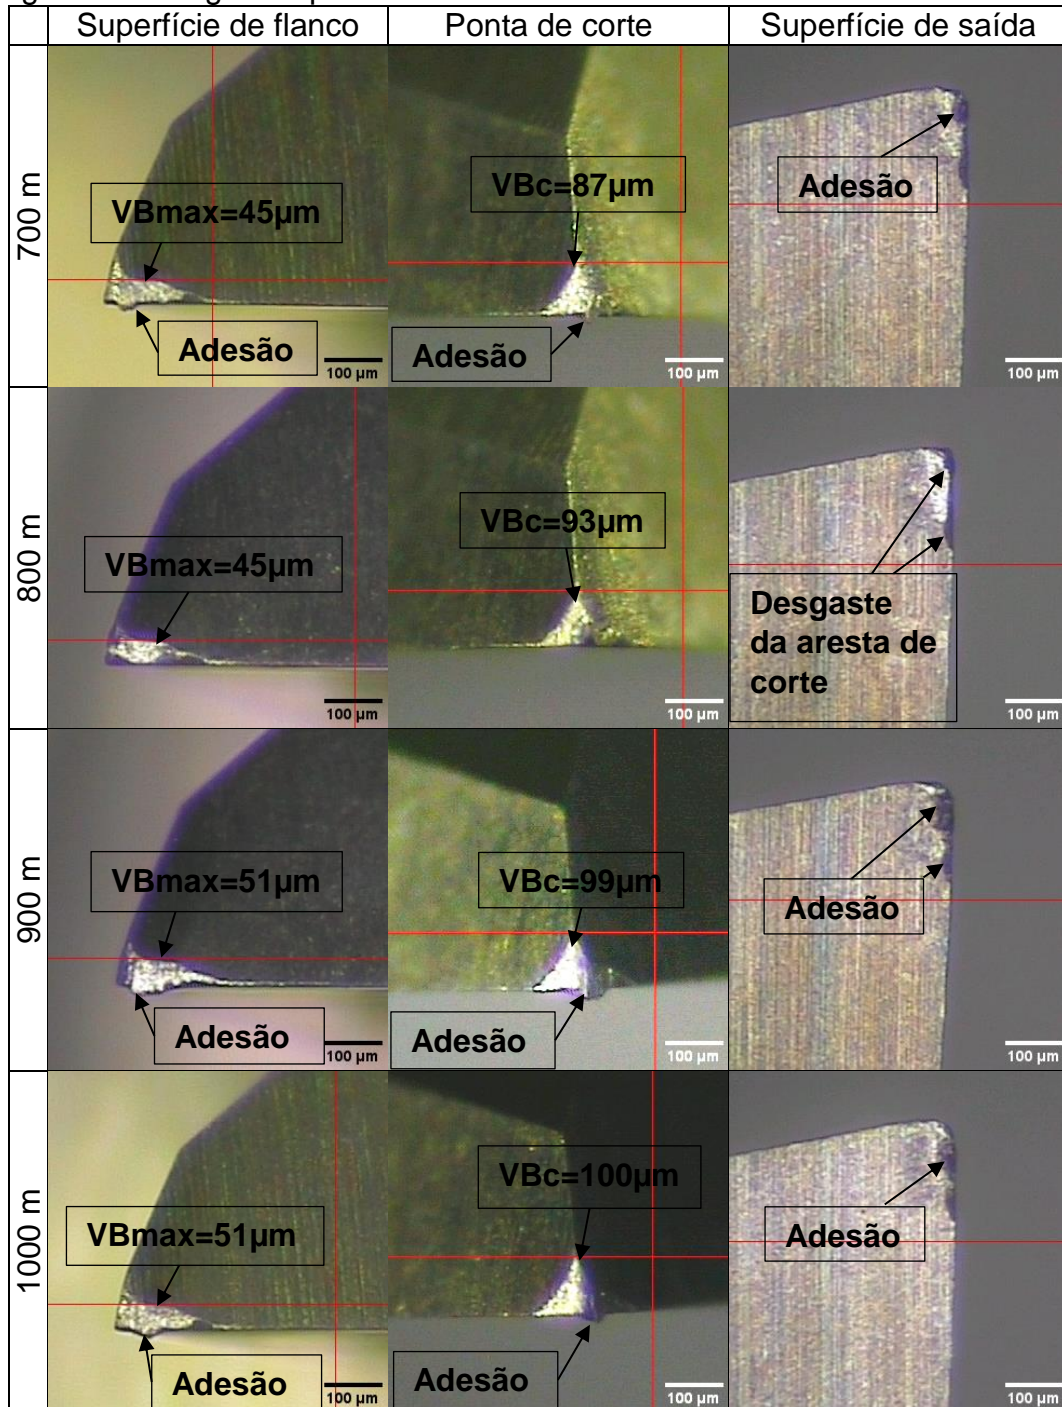 Superfície de flanco
Ponta de corte
Superfície de saída
700 m
VBmax=45µm
Adesão
100 µm
VBc=87µm
Adesão
100 µm
Adesão
100 µm
800 m
VBmax=45µm
100 µm
VBc=93µm
100 µm
Desgaste
da aresta de
corte
100 µm
900 m
VBmax=51µm
Adesão
100 µm
VBc=99µm
Adesão
100 µm
Adesão
100 µm
1000 m
VBmax=51µm
Adesão
100 µm
VBc=100µm
Adesão
100 µm
Adesão
100 µm